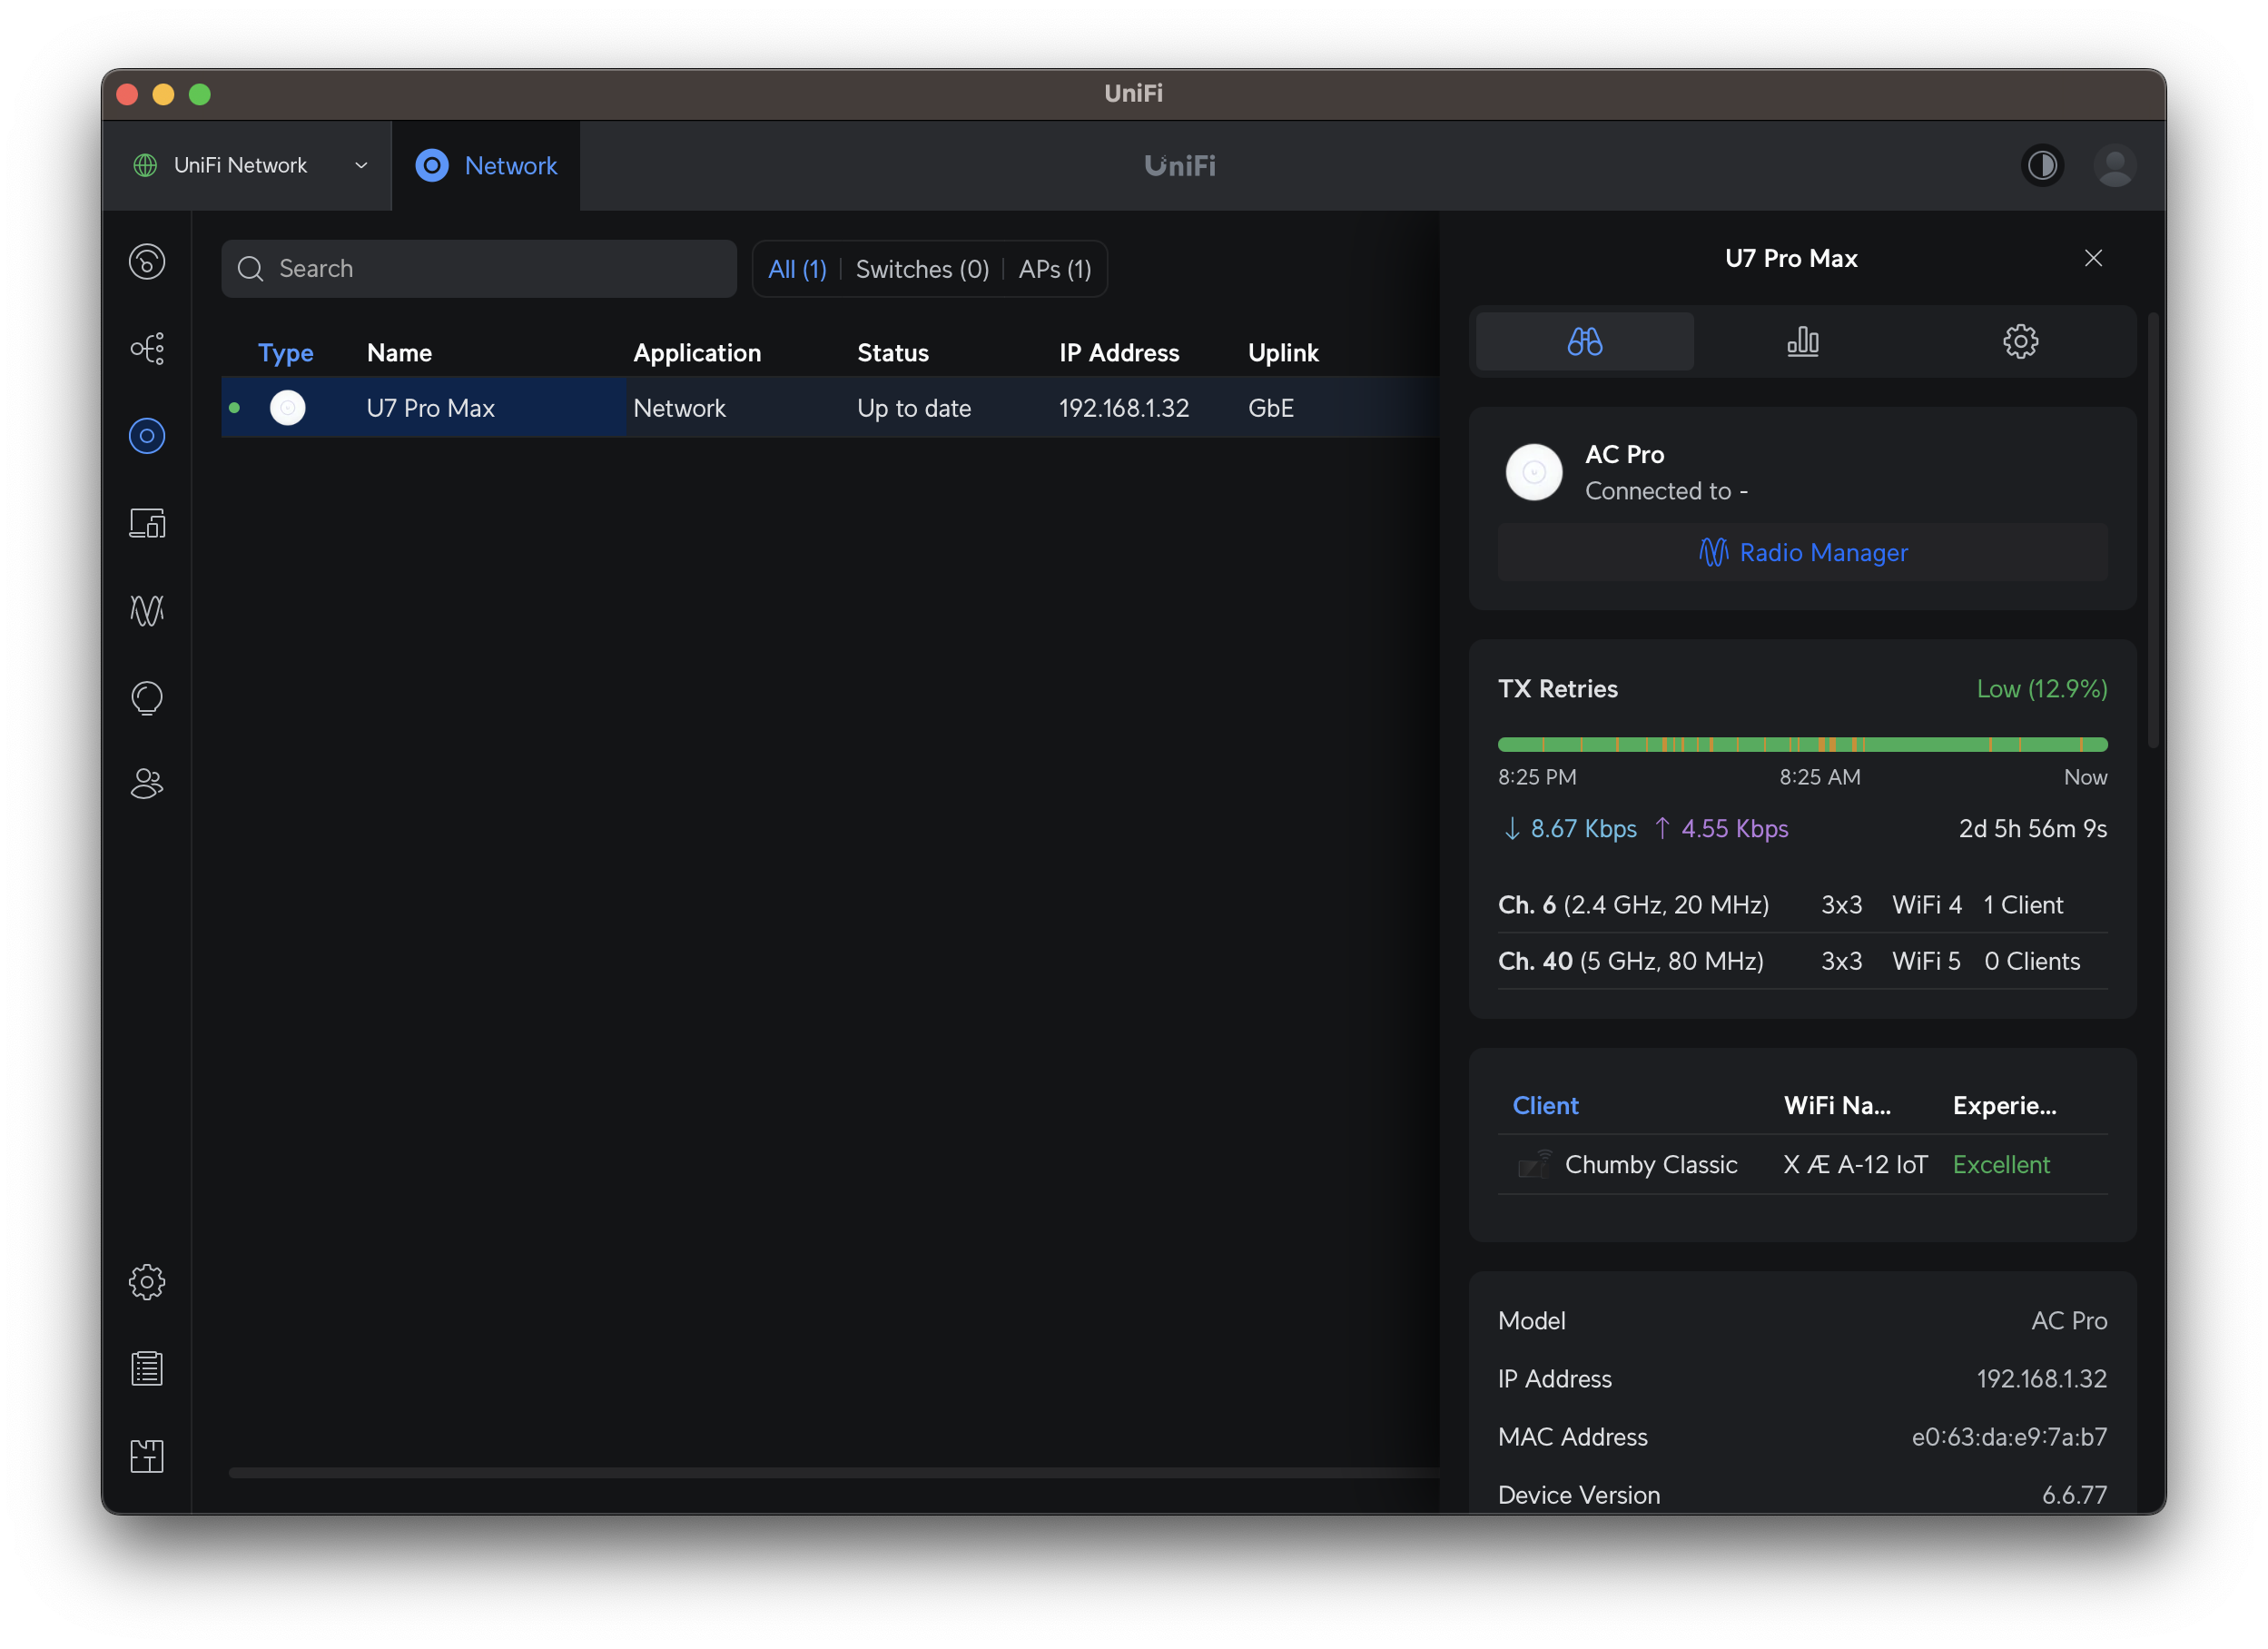 UniFi
UniFi Network
Network
UniFi
Search
All (1)
Switches (0)
APs (1)
Type Name Application Status IP Address Uplink
U7 Pro Max Network Up to date 192.168.1.32 GbE
U7 Pro Max
AC Pro
Connected to -
Radio Manager
TX Retries Low (12.9%)
8:25 PM 8:25 AM Now
↓ 8.67 Kbps ↑ 4.55 Kbps 2d 5h 56m 9s
Ch. 6 (2.4 GHz, 20 MHz) 3x3 WiFi 4 1 Client
Ch. 40 (5 GHz, 80 MHz) 3x3 WiFi 5 0 Clients
Client WiFi Na... Experie...
Chumby Classic X Æ A-12 IoT Excellent
Model AC Pro
IP Address 192.168.1.32
MAC Address e0:63:da:e9:7a:b7
Device Version 6.6.77